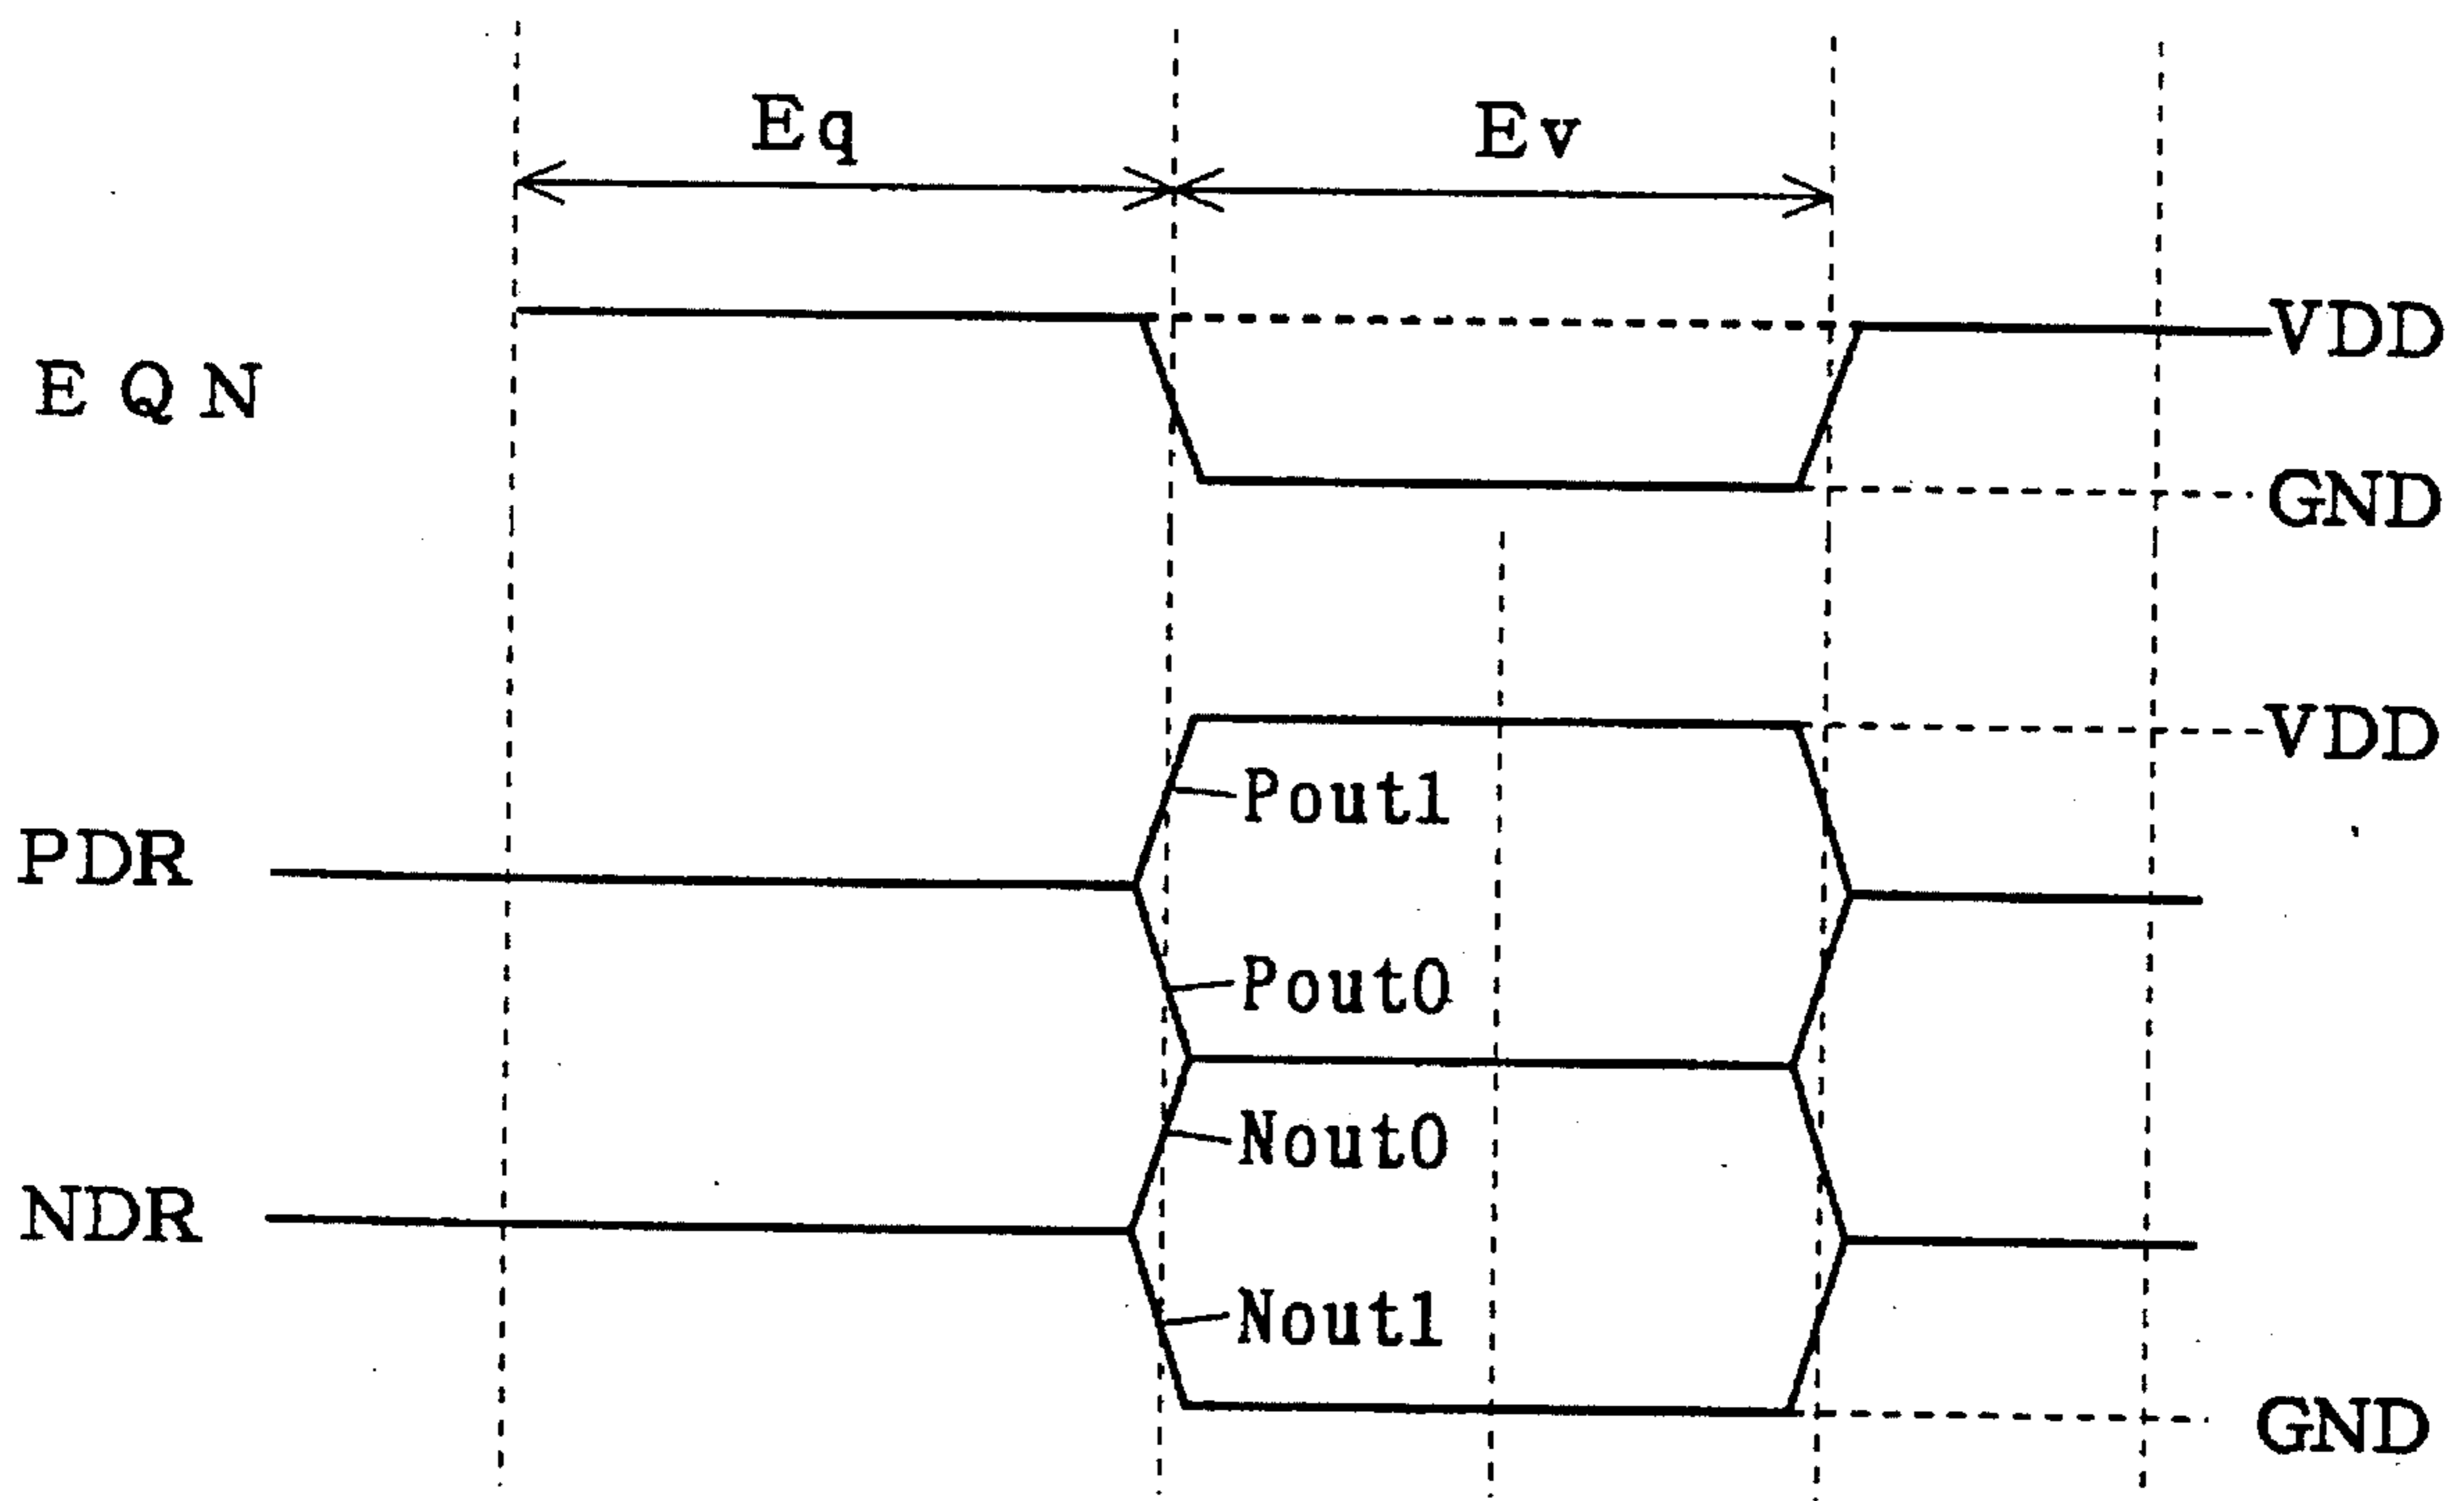 Eq
Ev
EQN
VDD
GND
VDD
Pout1
PDR
Pout0
Nout0
NDR
Nout1
GND